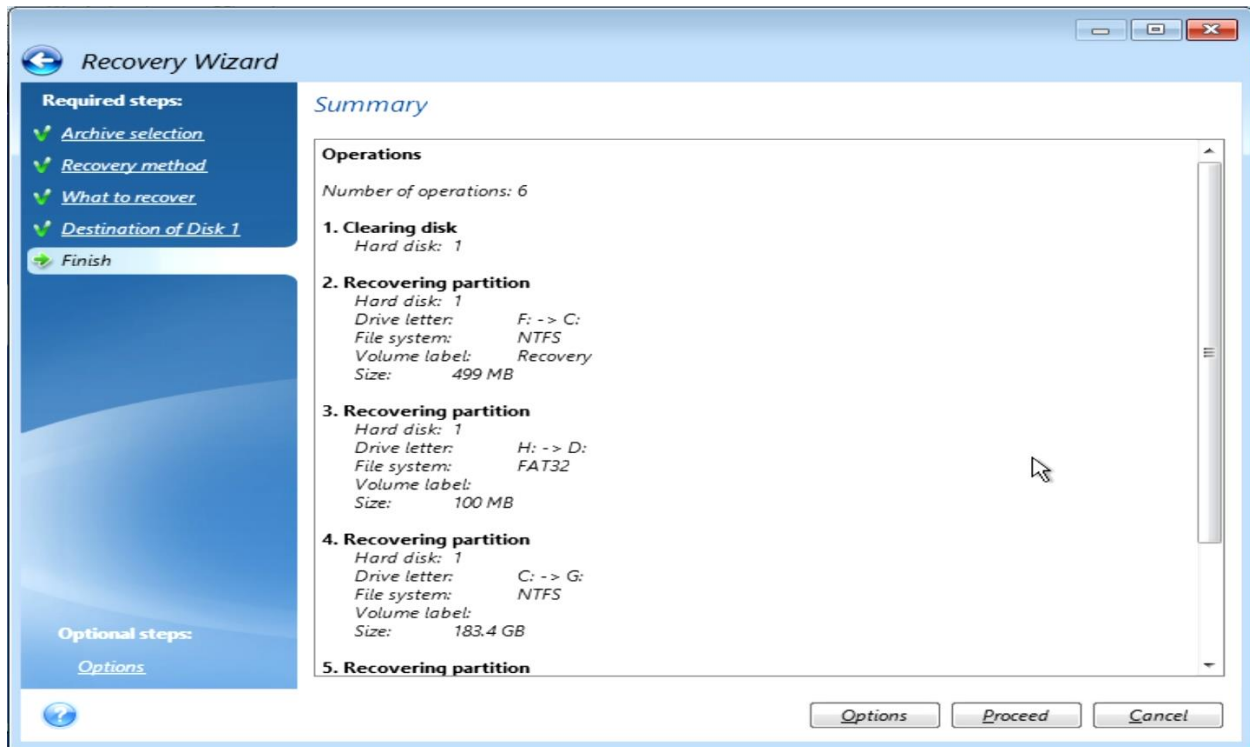 Recovery Wizard
Required steps:
Archive selection
Recovery method
What to recover
Destination of Disk 1
Finish
Optional steps:
Options
Summary
Operations
Number of operations: 6
1. Clearing disk
Hard disk: 1
2. Recovering partition
Hard disk: 1
Drive letter: F: -> C:
File system: NTFS
Volume label: Recovery
Size: 499 MB
3. Recovering partition
Hard disk: 1
Drive letter: H: -> D:
File system: FAT32
Volume label:
Size: 100 MB
4. Recovering partition
Hard disk: 1
Drive letter: C: -> G:
File system: NTFS
Volume label:
Size: 183.4 GB
5. Recovering partition
Options Proceed Cancel